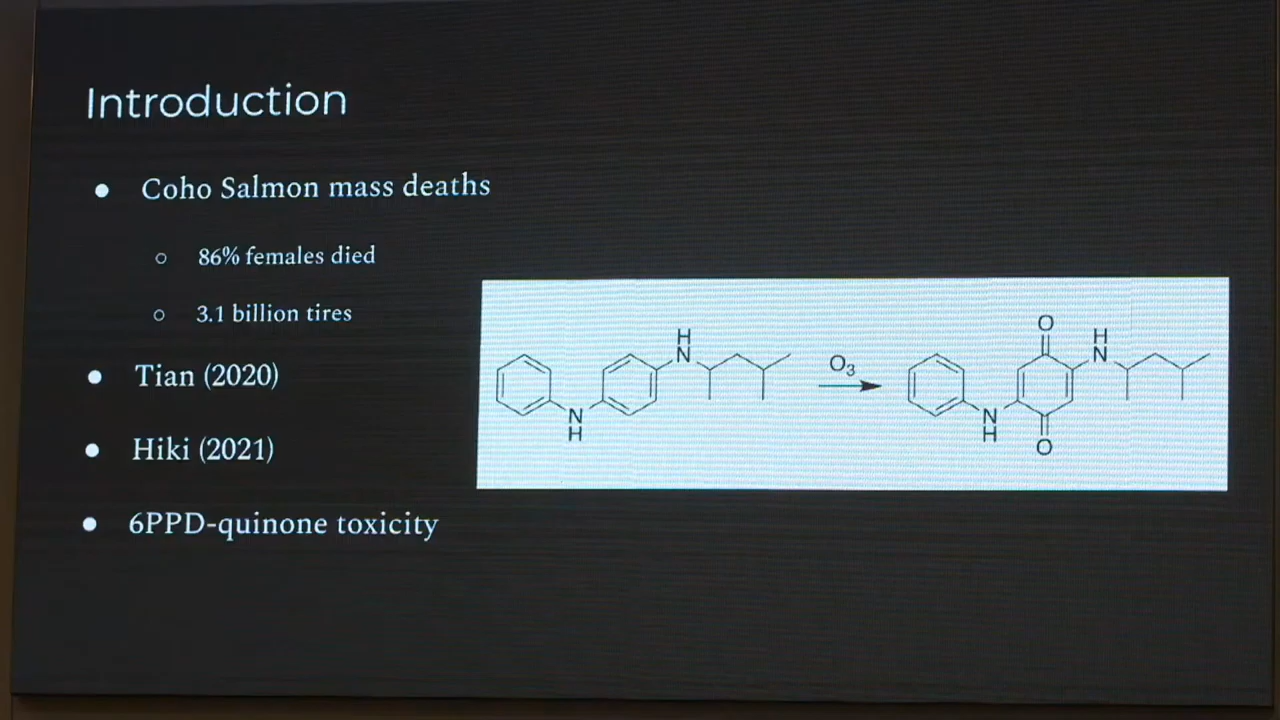 Introduction
Coho Salmon mass deaths
86% females died
3.1 billion tires
Tian (2020)
Hiki (2021)
6PPD-quinone toxicity
H
N
N
H
O₃
O
H
N
N
H
O